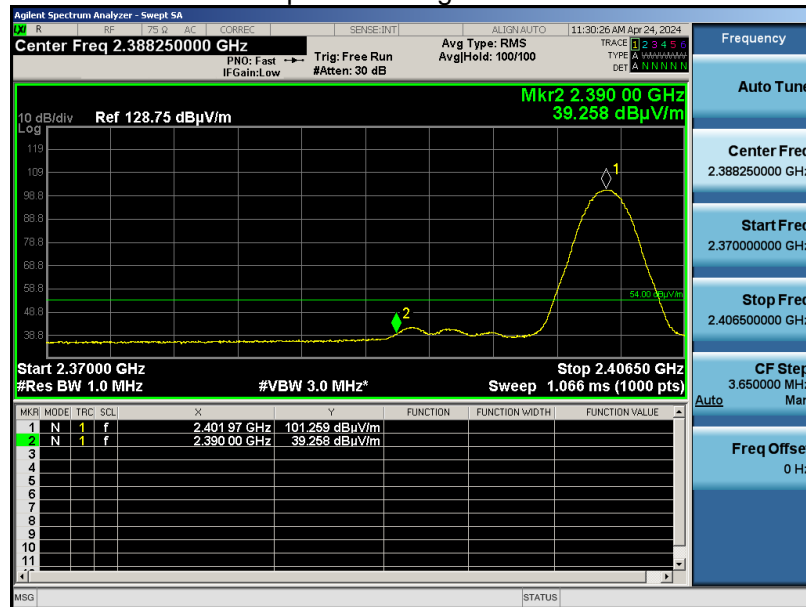 Agilent Spectrum Analyzer - Swept SA
LXI R RF 75 Ω AC CORREC SENSE:INT ALIGN AUTO 11:30:26 AM Apr 24, 2024
Center Freq 2.388250000 GHz
PNO: Fast
IFGain:Low
Trig: Free Run
#Atten: 30 dB
Avg Type: RMS
Avg|Hold: 100/100
TRACE 1 2 3 4 5 6
TYPE A WWWWW
DET A N N N N N
Mkr2 2.390 00 GHz
39.258 dBµV/m
10 dB/div Ref 128.75 dBµV/m
Log
119
109
98.8
88.8
78.8
68.8
58.8
48.8
38.8
1
2
54.00 dBµV/m
Start 2.37000 GHz Stop 2.40650 GHz
#Res BW 1.0 MHz #VBW 3.0 MHz* Sweep 1.066 ms (1000 pts)
MKR MODE TRC SCL X Y FUNCTION FUNCTION WIDTH FUNCTION VALUE
1 N 1 f 2.401 97 GHz 101.259 dBµV/m
2 N 1 f 2.390 00 GHz 39.258 dBµV/m
3
4
5
6
7
8
9
10
11
MSG STATUS
Frequency
Auto Tune
Center Freq
2.388250000 GHz
Start Freq
2.370000000 GHz
Stop Freq
2.406500000 GHz
CF Step
3.650000 MHz
Auto Man
Freq Offset
0 Hz